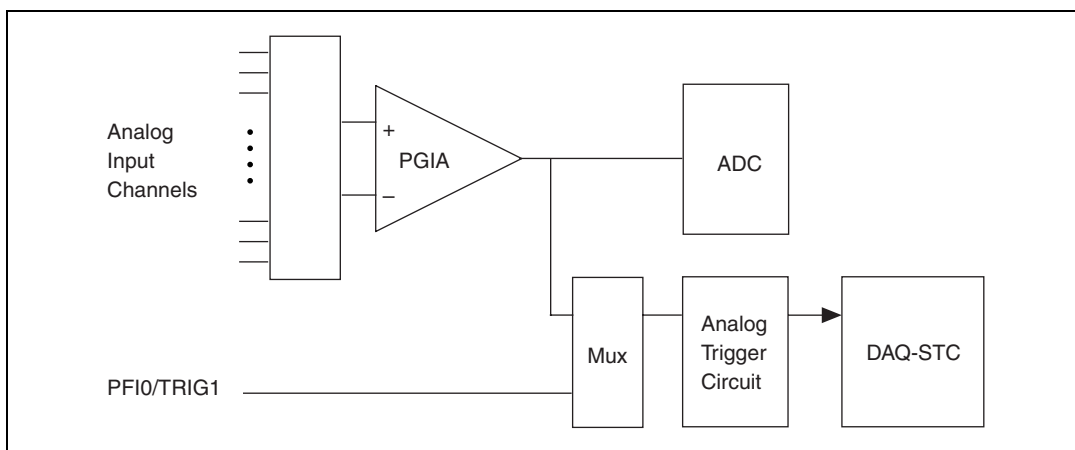 Analog
Input
Channels
+
PGIA
–
ADC
Mux
Analog
Trigger
Circuit
DAQ-STC
PFI0/TRIG1